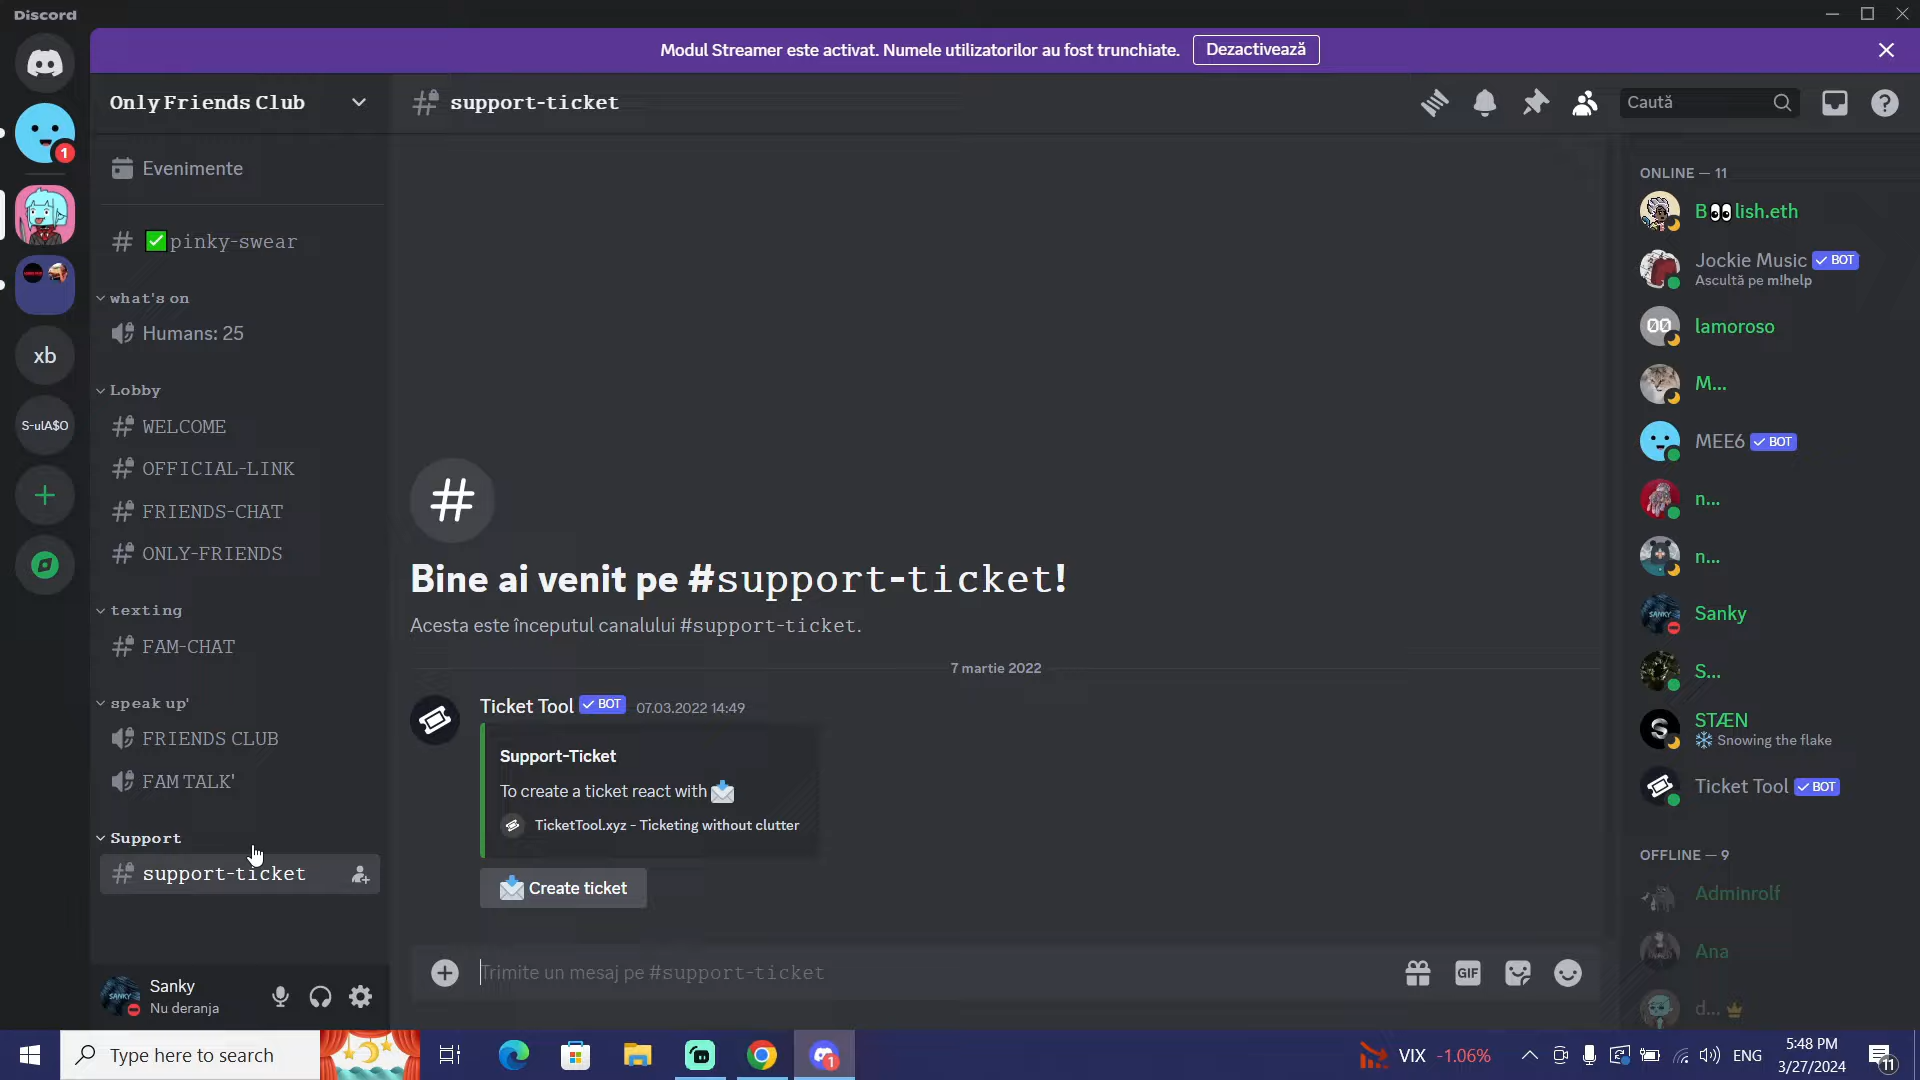 Discord
Modul Streamer este activat. Numele utilizatorilor au fost trunchiate.
Dezactivează
1
xb
S-ulA$O
Only Friends Club
Evenimente
✅pinky-swear
what's on
Humans: 25
Lobby
WELCOME
OFFICIAL-LINK
FRIENDS-CHAT
ONLY-FRIENDS
texting
FAM-CHAT
speak up'
FRIENDS CLUB
FAM TALK'
Support
support-ticket
Sanky
Nu deranja
support-ticket
Caută
Bine ai venit pe #support-ticket!
Acesta este începutul canalului #support-ticket.
7 martie 2022
Ticket Tool BOT 07.03.2022 14:49
Support-Ticket
To create a ticket react with 📩
TicketTool.xyz - Ticketing without clutter
📩 Create ticket
Trimite un mesaj pe #support-ticket
GIF
ONLINE — 11
B👀lish.eth
Jockie Music BOT
Ascultă pe m!help
lamoroso
M...
MEE6 BOT
n...
n...
Sanky
S...
STÆN
❄️ Snowing the flake
Ticket Tool BOT
OFFLINE — 9
Adminrolf
Ana
d...
Type here to search
1
VIX -1.06%
ENG
5:48 PM
3/27/2024
11